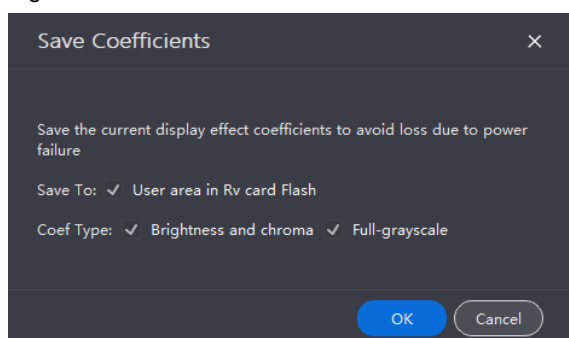 Save Coefficients
Save the current display effect coefficients to avoid loss due to power
failure
Save To: ✓ User area in Rv card Flash
Coef Type: ✓ Brightness and chroma ✓ Full-grayscale
OK Cancel